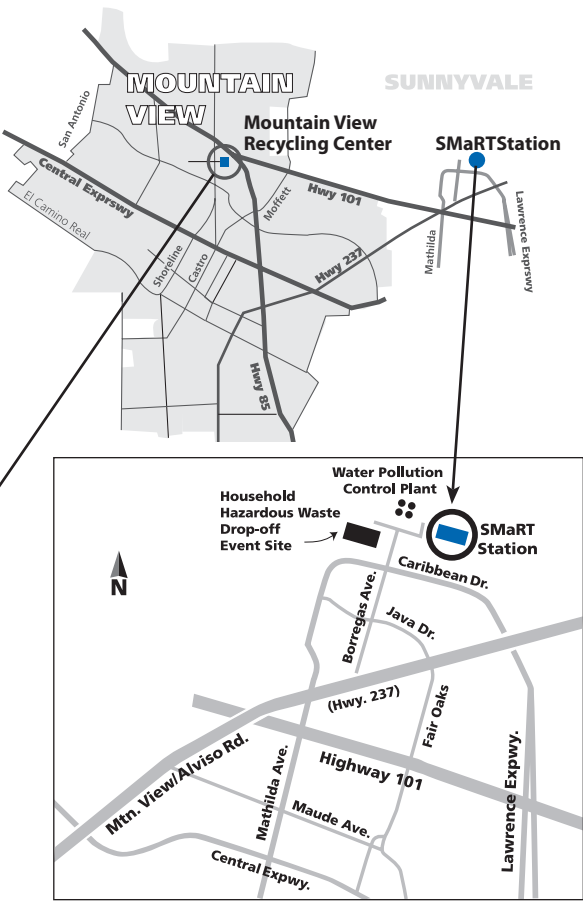 MOUNTAIN
VIEW
SUNNYVALE
San Antonio
Mountain View
Recycling Center
SMaRTStation
Central Exprswy
Moffett
Hwy 101
El Camino Real
Shoreline
Castro
Hwy 237
Mathilda
Lawrence Exprswy
Hwy 85
Water Pollution
Control Plant
Household
Hazardous Waste
Drop-off
Event Site
SMaRT
Station
N
Caribbean Dr.
Borregas Ave.
Java Dr.
(Hwy. 237)
Fair Oaks
Mtn. View/Alviso Rd.
Highway 101
Mathilda Ave.
Lawrence Expwy.
Maude Ave.
Central Expwy.